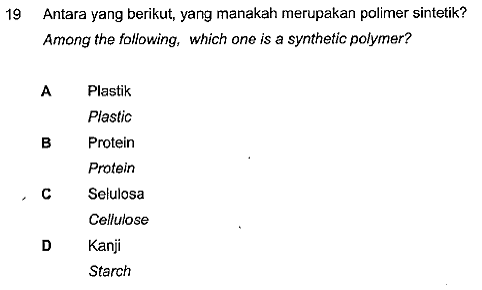 19 Antara yang berikut, yang manakah merupakan polimer sintetik?
Among the following, which one is a synthetic polymer?
A Plastik
Plastic
B Protein
Protein
C Selulosa
Cellulose
D Kanji
Starch